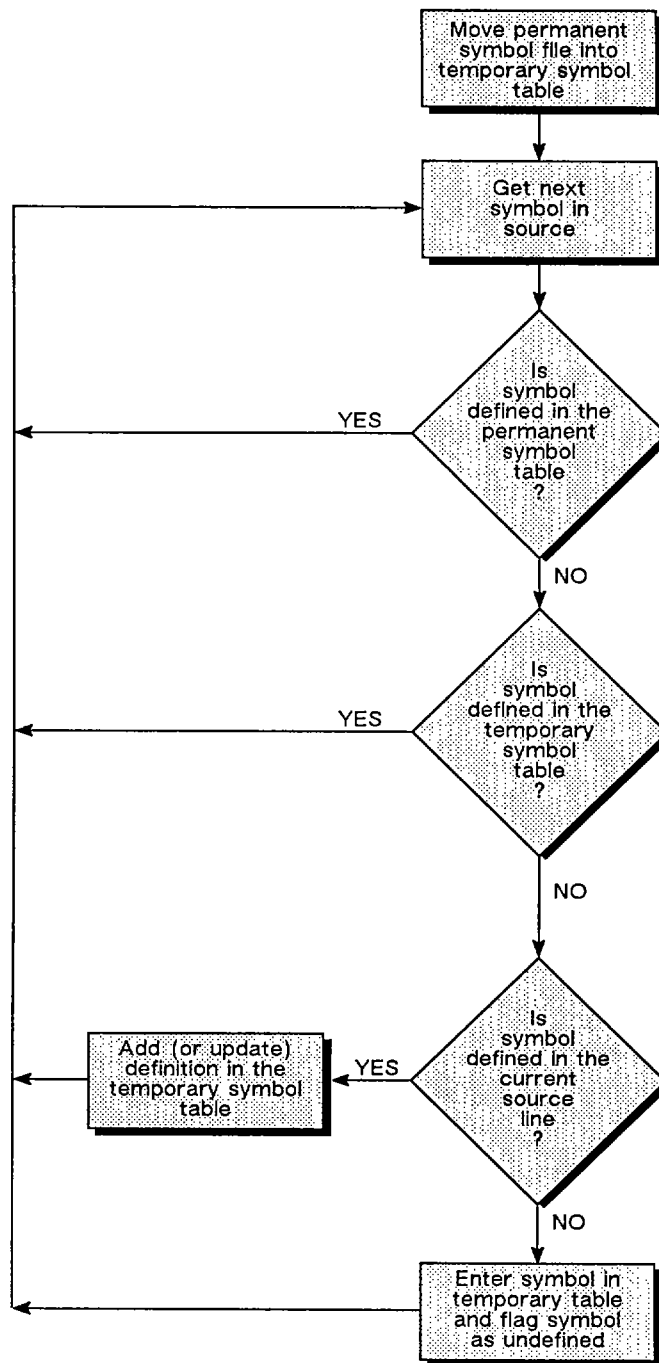 Move permanent
symbol file into
temporary symbol
table
Get next
symbol in
source
Is
symbol
defined in the
permanent
symbol
table
?
YES
NO
Is
symbol
defined in the
temporary
symbol
table
?
YES
NO
Is
symbol
defined in the
current
source
line
?
YES
Add (or update)
definition in the
temporary symbol
table
NO
Enter symbol in
temporary table
and flag symbol
as undefined